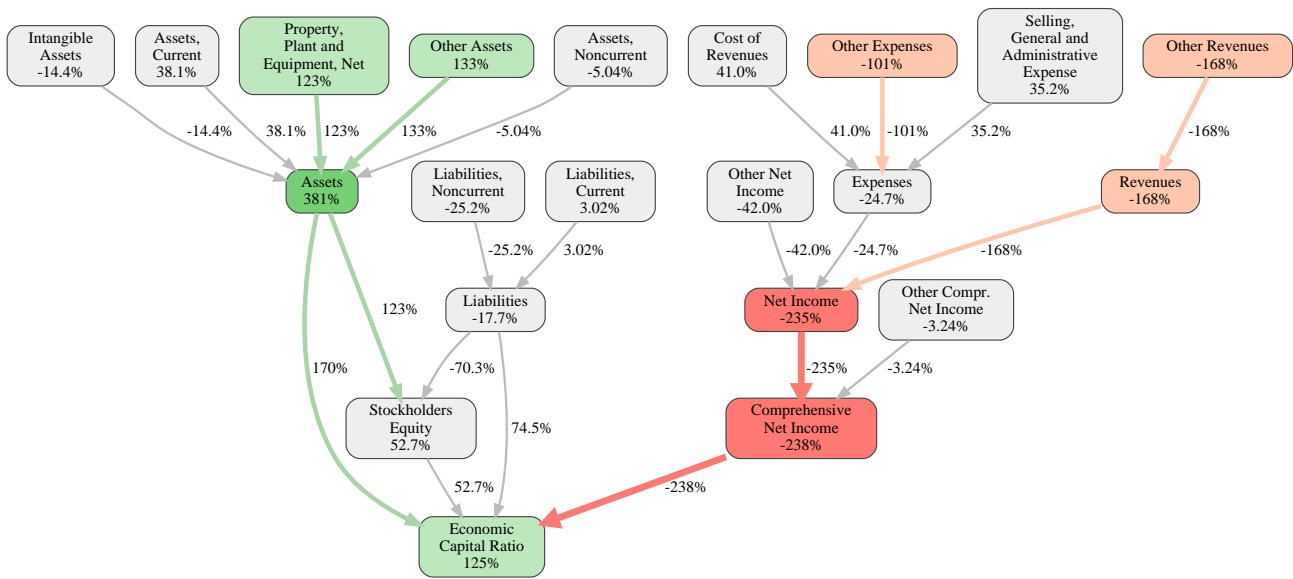 Intangible
Assets
-14.4%
Assets,
Current
38.1%
Property,
Plant and
Equipment, Net
123%
Other Assets
133%
Assets,
Noncurrent
-5.04%
Cost of
Revenues
41.0%
Other Expenses
-101%
Selling,
General and
Administrative
Expense
35.2%
Other Revenues
-168%
-14.4%
38.1%
123%
133%
-5.04%
41.0%
-101%
35.2%
-168%
Assets
381%
Liabilities,
Noncurrent
-25.2%
Liabilities,
Current
3.02%
Other Net
Income
-42.0%
Expenses
-24.7%
Revenues
-168%
-25.2%
3.02%
-42.0%
-24.7%
-168%
Liabilities
-17.7%
Net Income
-235%
Other Compr.
Net Income
-3.24%
123%
170%
-70.3%
74.5%
-235%
-3.24%
Stockholders
Equity
52.7%
Comprehensive
Net Income
-238%
52.7%
-238%
Economic
Capital Ratio
125%